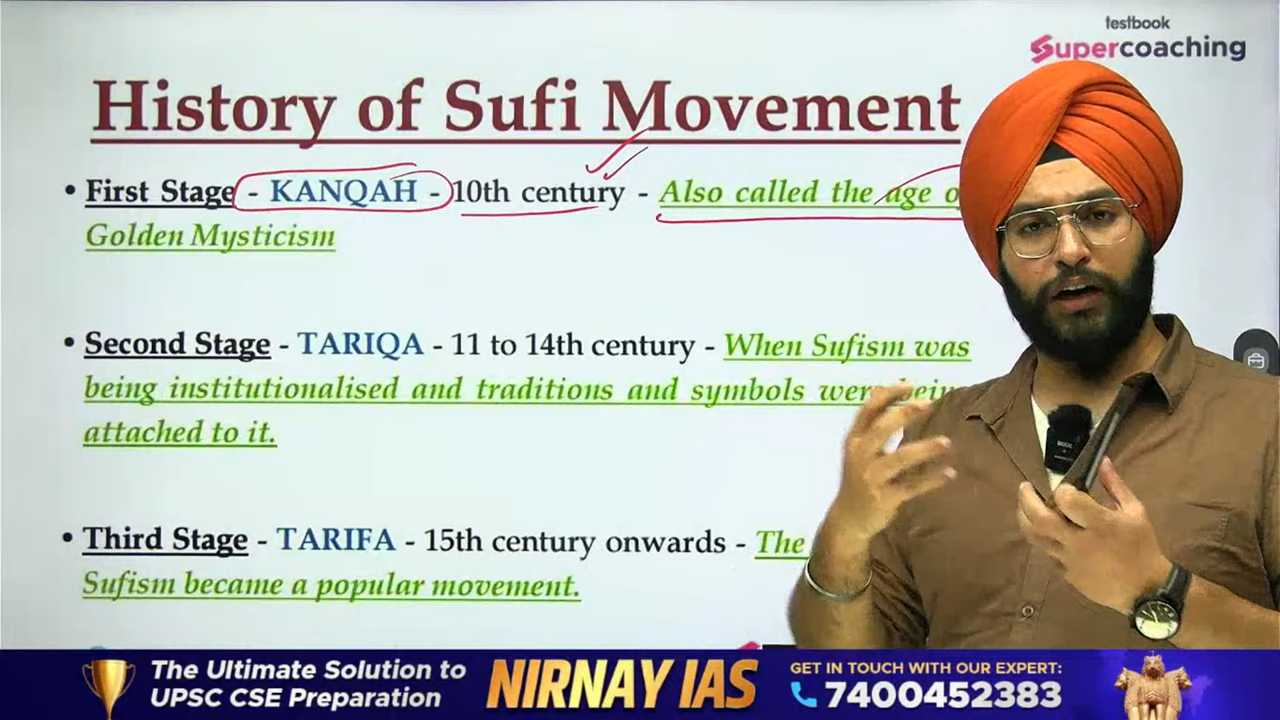 testbook
Supercoaching
History of Sufi Movement
• First Stage - KANQAH - 10th century - Also called the age
Golden Mysticism
• Second Stage - TARIQA - 11 to 14th century - When Sufism was
being institutionalised and traditions and symbols were
attached to it.
• Third Stage - TARIFA - 15th century onwards - The
Sufism became a popular movement.
The Ultimate Solution to
UPSC CSE Preparation
NIRNAY IAS
GET IN TOUCH WITH OUR EXPERT:
7400452383